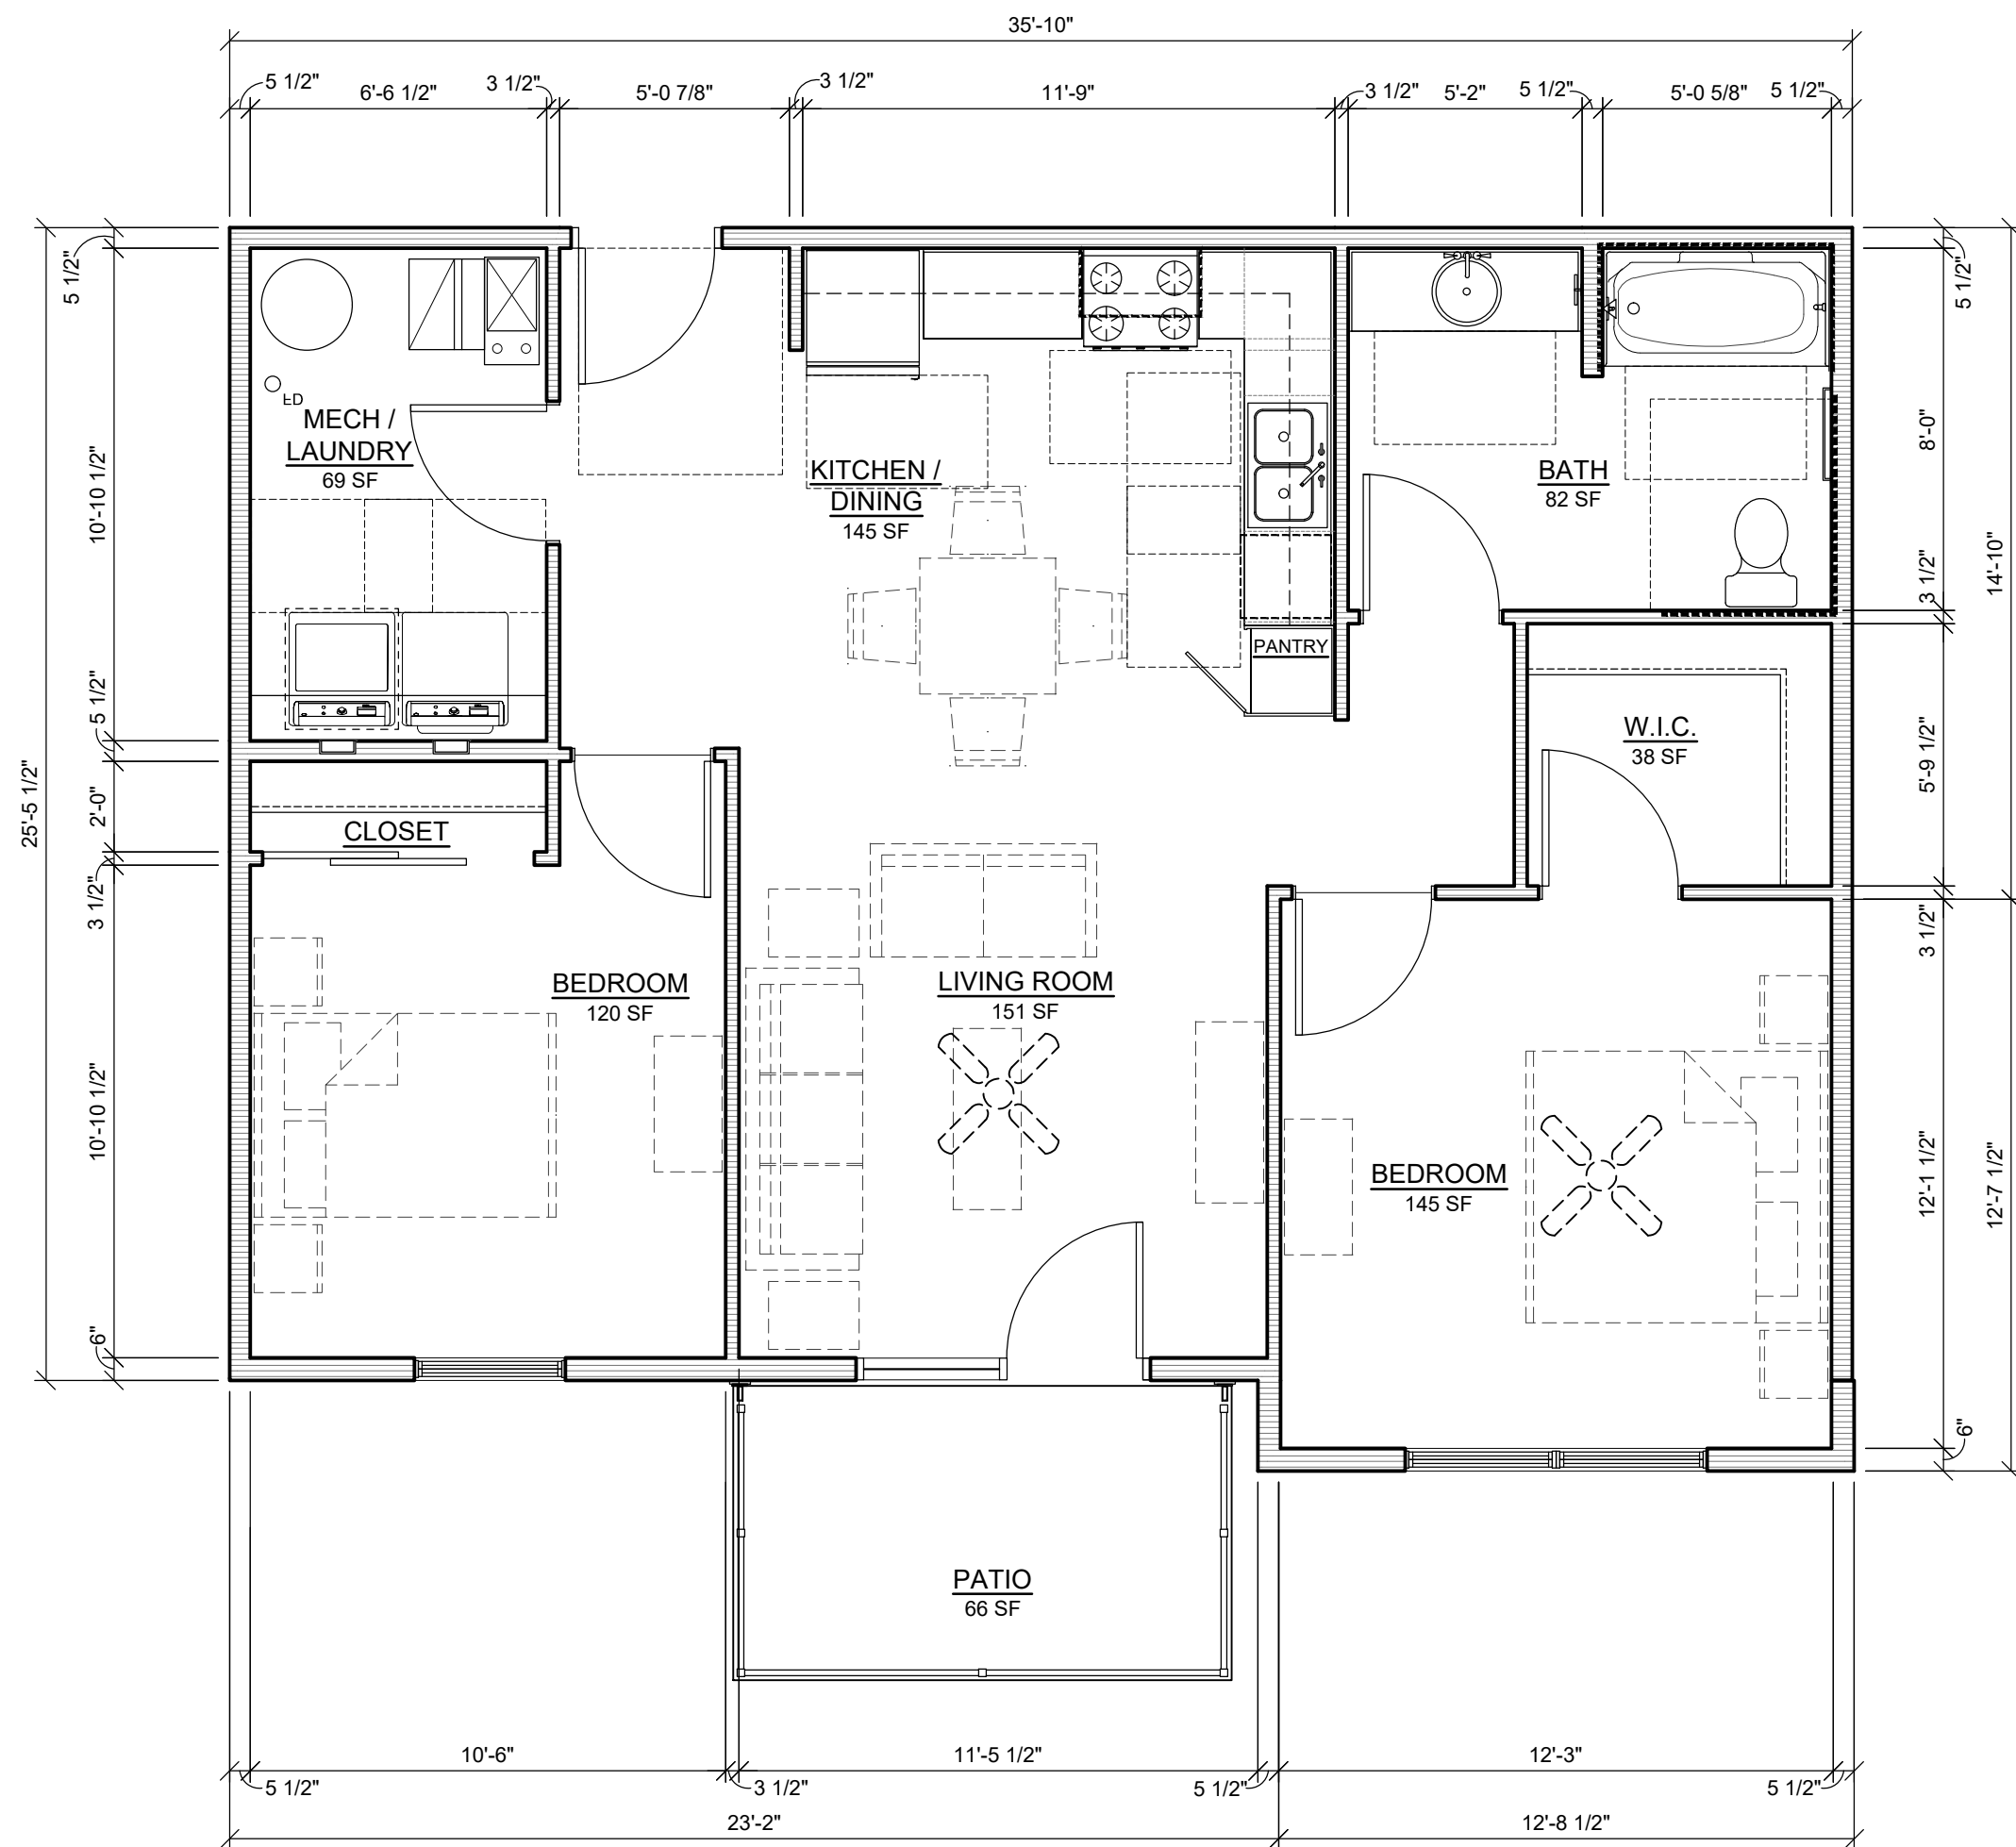 35'-10"
5 1/2"
6'-6 1/2"
3 1/2"
5'-0 7/8"
3 1/2"
11'-9"
3 1/2"
5'-2"
5 1/2"
5'-0 5/8"
5 1/2"
5 1/2"
10'-10 1/2"
5 1/2"
2'-0"
3 1/2"
10'-10 1/2"
6"
25'-5 1/2"
MECH /
LAUNDRY
69 SF
KITCHEN /
DINING
145 SF
BATH
82 SF
PANTRY
W.I.C.
38 SF
CLOSET
BEDROOM
120 SF
LIVING ROOM
151 SF
BEDROOM
145 SF
PATIO
66 SF
5 1/2"
8'-0"
3 1/2"
5'-9 1/2"
3 1/2"
12'-1 1/2"
6"
14'-10"
12'-7 1/2"
10'-6"
11'-5 1/2"
12'-3"
5 1/2"
3 1/2"
5 1/2"
5 1/2"
23'-2"
12'-8 1/2"